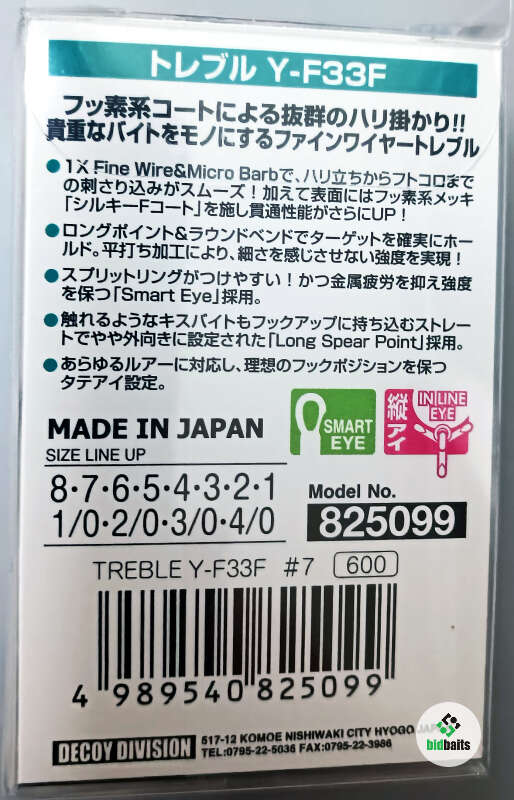 トレブル Y-F33F
フッ素系コートによる抜群のハリ掛かり!!
貴重なバイトをモノにするファインワイヤートレブル
●1X Fine Wire&Micro Barbで、ハリ立ちからフトコロまで
の刺さり込みがスムーズ！加えて表面にはフッ素系メッキ
「シルキーFコート」を施し貫通性能がさらにUP！
●ロングポイント&ラウンドベンドでターゲットを確実にホー
ルド。平打ち加工により、細さを感じさせない強度を実現！
●スプリットリングがつけやすい！かつ金属疲労を抑え強度
を保つ「Smart Eye」採用。
●触れるようなキスバイトもフックアップに持ち込むストレー
トでやや外向きに設定された「Long Spear Point」採用。
●あらゆるルアーに対応し、理想のフックポジションを保つ
タテアイ設定。
MADE IN JAPAN
SMART
EYE
縦アイ
IN LINE
EYE
SIZE LINE UP
8・7・6・5・4・3・2・1
1/0・2/0・3/0・4/0
Model No.
825099
TREBLE Y-F33F #7 600
4 989540 825099
DECOY DIVISION
517-12 KOMOE NISHIWAKI CITY HYOGO JAPAN
TEL:0795-22-5036 FAX:0795-22-3986
bidbaits